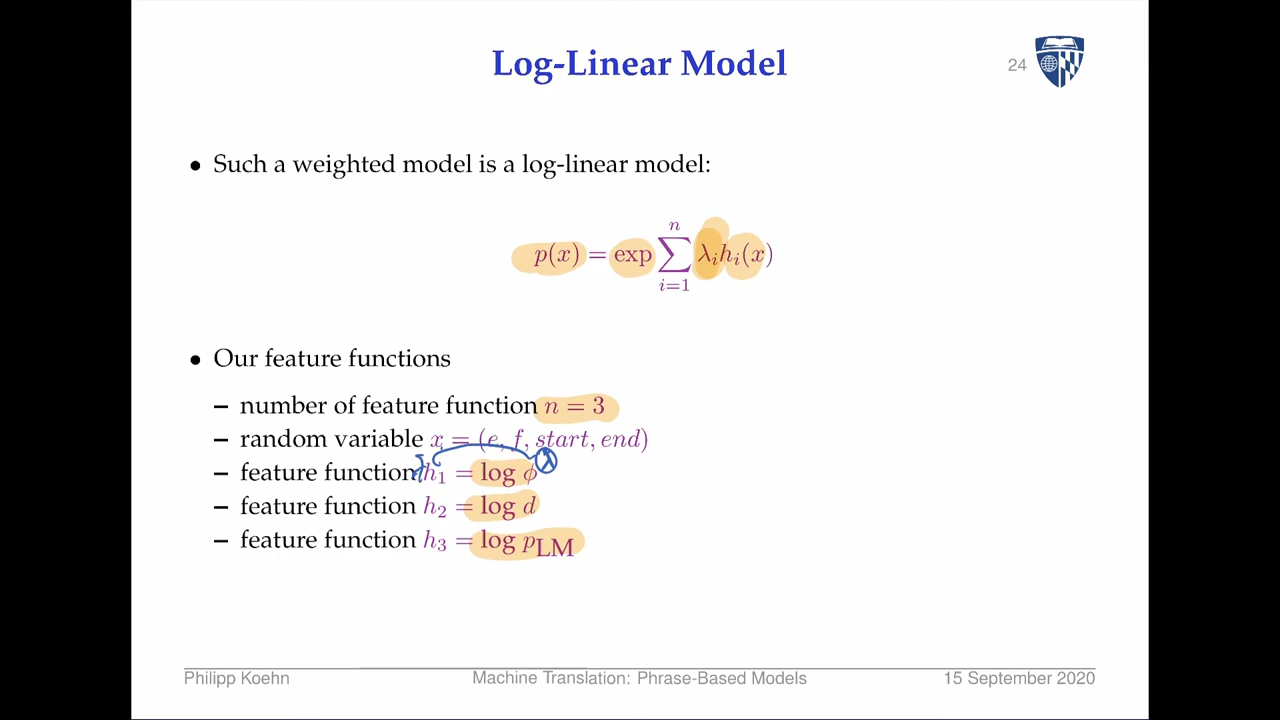 Log-Linear Model
24
• Such a weighted model is a log-linear model:
p(x) = exp ∑_{i=1}^{n} λ_i h_i(x)
• Our feature functions
– number of feature function n = 3
– random variable x = (e, f, start, end)
– feature function λ h_1 = log ϕ^λ
– feature function h_2 = log d
– feature function h_3 = log p_LM
Philipp Koehn Machine Translation: Phrase-Based Models 15 September 2020